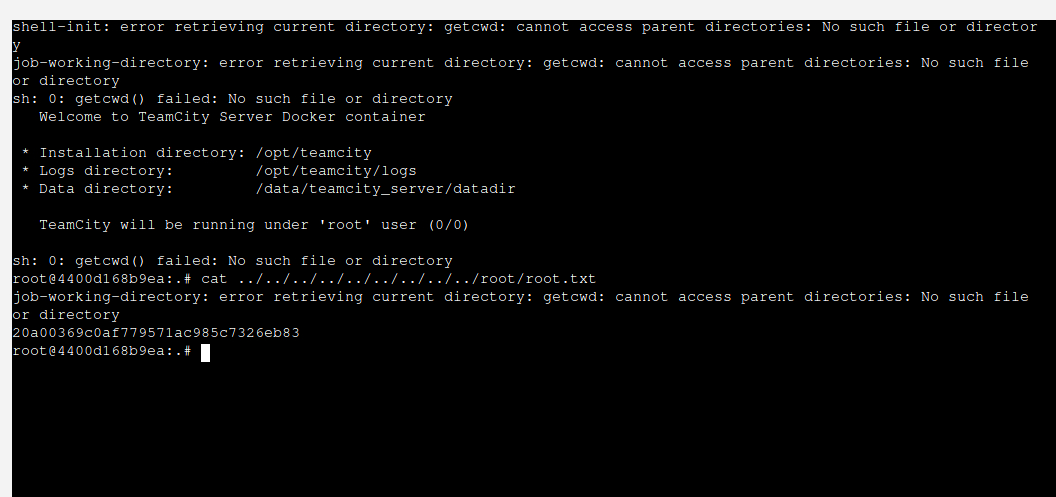 shell-init: error retrieving current directory: getcwd: cannot access parent directories: No such file or director
y
job-working-directory: error retrieving current directory: getcwd: cannot access parent directories: No such file
or directory
sh: 0: getcwd() failed: No such file or directory
   Welcome to TeamCity Server Docker container

 * Installation directory: /opt/teamcity
 * Logs directory:         /opt/teamcity/logs
 * Data directory:         /data/teamcity_server/datadir

   TeamCity will be running under 'root' user (0/0)

sh: 0: getcwd() failed: No such file or directory
root@4400d168b9ea:.# cat ../../../../../../../../../root/root.txt
job-working-directory: error retrieving current directory: getcwd: cannot access parent directories: No such file
or directory
20a00369c0af779571ac985c7326eb83
root@4400d168b9ea:.#